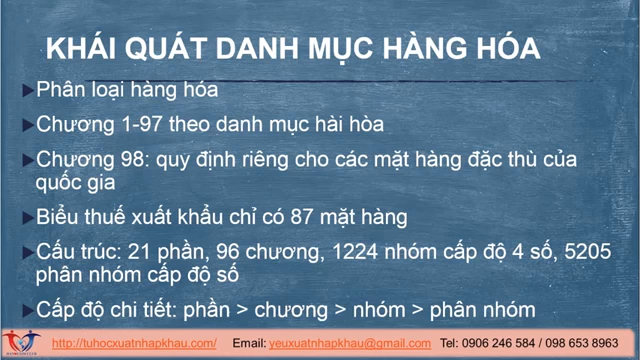 KHÁI QUÁT DANH MỤC HÀNG HÓA
Phân loại hàng hóa
Chương 1-97 theo danh mục hài hòa
Chương 98: quy định riêng cho các mặt hàng đặc thù của
quốc gia
Biểu thuế xuất khẩu chỉ có 87 mặt hàng
Cấu trúc: 21 phần, 96 chương, 1224 nhóm cấp độ 4 số, 5205
phân nhóm cấp độ số
Cấp độ chi tiết: phần > chương > nhóm > phân nhóm
http://tuhocxuatnhapkhau.com/ Email: yeuxuatnhapkhau@gmail.com Tel: 0906 246 584 / 098 653 8963